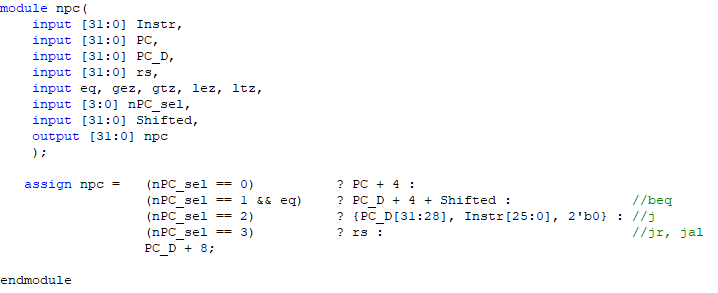 module npc(
    input [31:0] Instr,
    input [31:0] PC,
    input [31:0] PC_D,
    input [31:0] rs,
    input eq, gez, gtz, lez, ltz,
    input [3:0] nPC_sel,
    input [31:0] Shifted,
    output [31:0] npc
    );
   assign npc =   (nPC_sel == 0)          ? PC + 4 :
                  (nPC_sel == 1 && eq)    ? PC_D + 4 + Shifted :               //beq
                  (nPC_sel == 2)          ? {PC_D[31:28], Instr[25:0], 2'b0} : //j
                  (nPC_sel == 3)          ? rs :                               //jr, jal
                  PC_D + 8;
endmodule